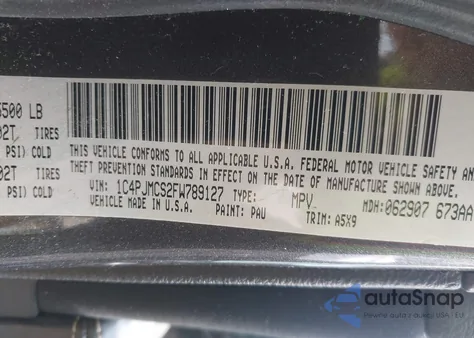 5500 LB
02T TIRES
PSI) COLD
02T TIRES
PSI) COLD
THIS VEHICLE CONFORMS TO ALL APPLICABLE U.S.A. FEDERAL MOTOR VEHICLE SAFETY AN
THEFT PREVENTION STANDARDS IN EFFECT ON THE DATE OF MANUFACTURE SHOWN ABOVE.
VIN: 1C4PJMCS2FW789127 TYPE: MPV MDH: 062907 673AA
VEHICLE MADE IN U.S.A. PAINT: PAU TRIM: A5X9
autoSnap